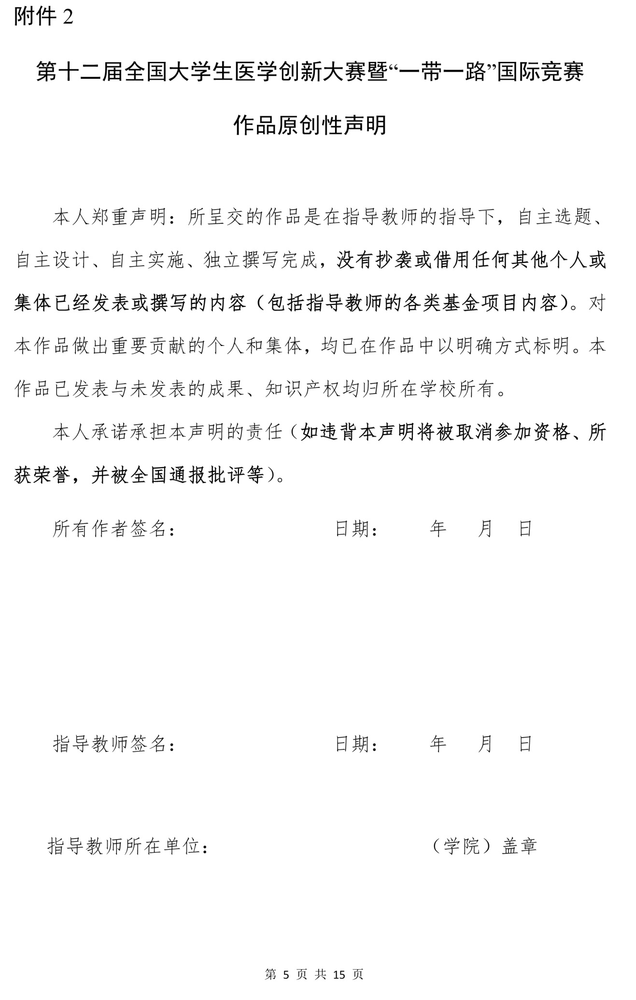 附件 2
第十二届全国大学生医学创新大赛暨“一带一路”国际竞赛
作品原创性声明
本人郑重声明：所呈交的作品是在指导教师的指导下，自主选题、
自主设计、自主实施、独立撰写完成，没有抄袭或借用任何其他个人或
集体已经发表或撰写的内容（包括指导教师的各类基金项目内容）。对
本作品做出重要贡献的个人和集体，均已在作品中以明确方式标明。本
作品已发表与未发表的成果、知识产权均归所在学校所有。
本人承诺承担本声明的责任（如违背本声明将被取消参加资格、所
获荣誉，并被全国通报批评等）。
所有作者签名： 日期： 年 月 日
指导教师签名： 日期： 年 月 日
指导教师所在单位： （学院）盖章
第 5 页 共 15 页